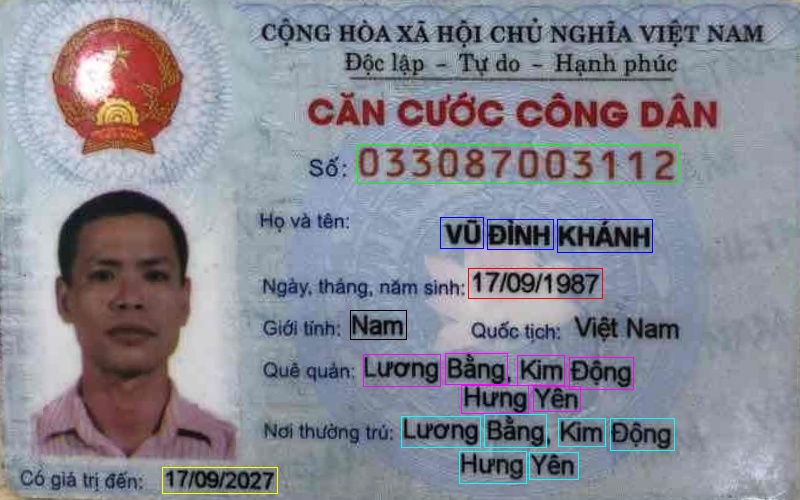 CỘNG HÒA XÃ HỘI CHỦ NGHĨA VIỆT NAM
Độc lập - Tự do - Hạnh phúc
CĂN CƯỚC CÔNG DÂN
Số: 033087003112
Họ và tên: VŨ ĐÌNH KHÁNH
Ngày, tháng, năm sinh: 17/09/1987
Giới tính: Nam Quốc tịch: Việt Nam
Quê quán: Lương Bằng, Kim Động
Hưng Yên
Nơi thường trú: Lương Bằng, Kim Động
Hưng Yên
Có giá trị đến: 17/09/2027